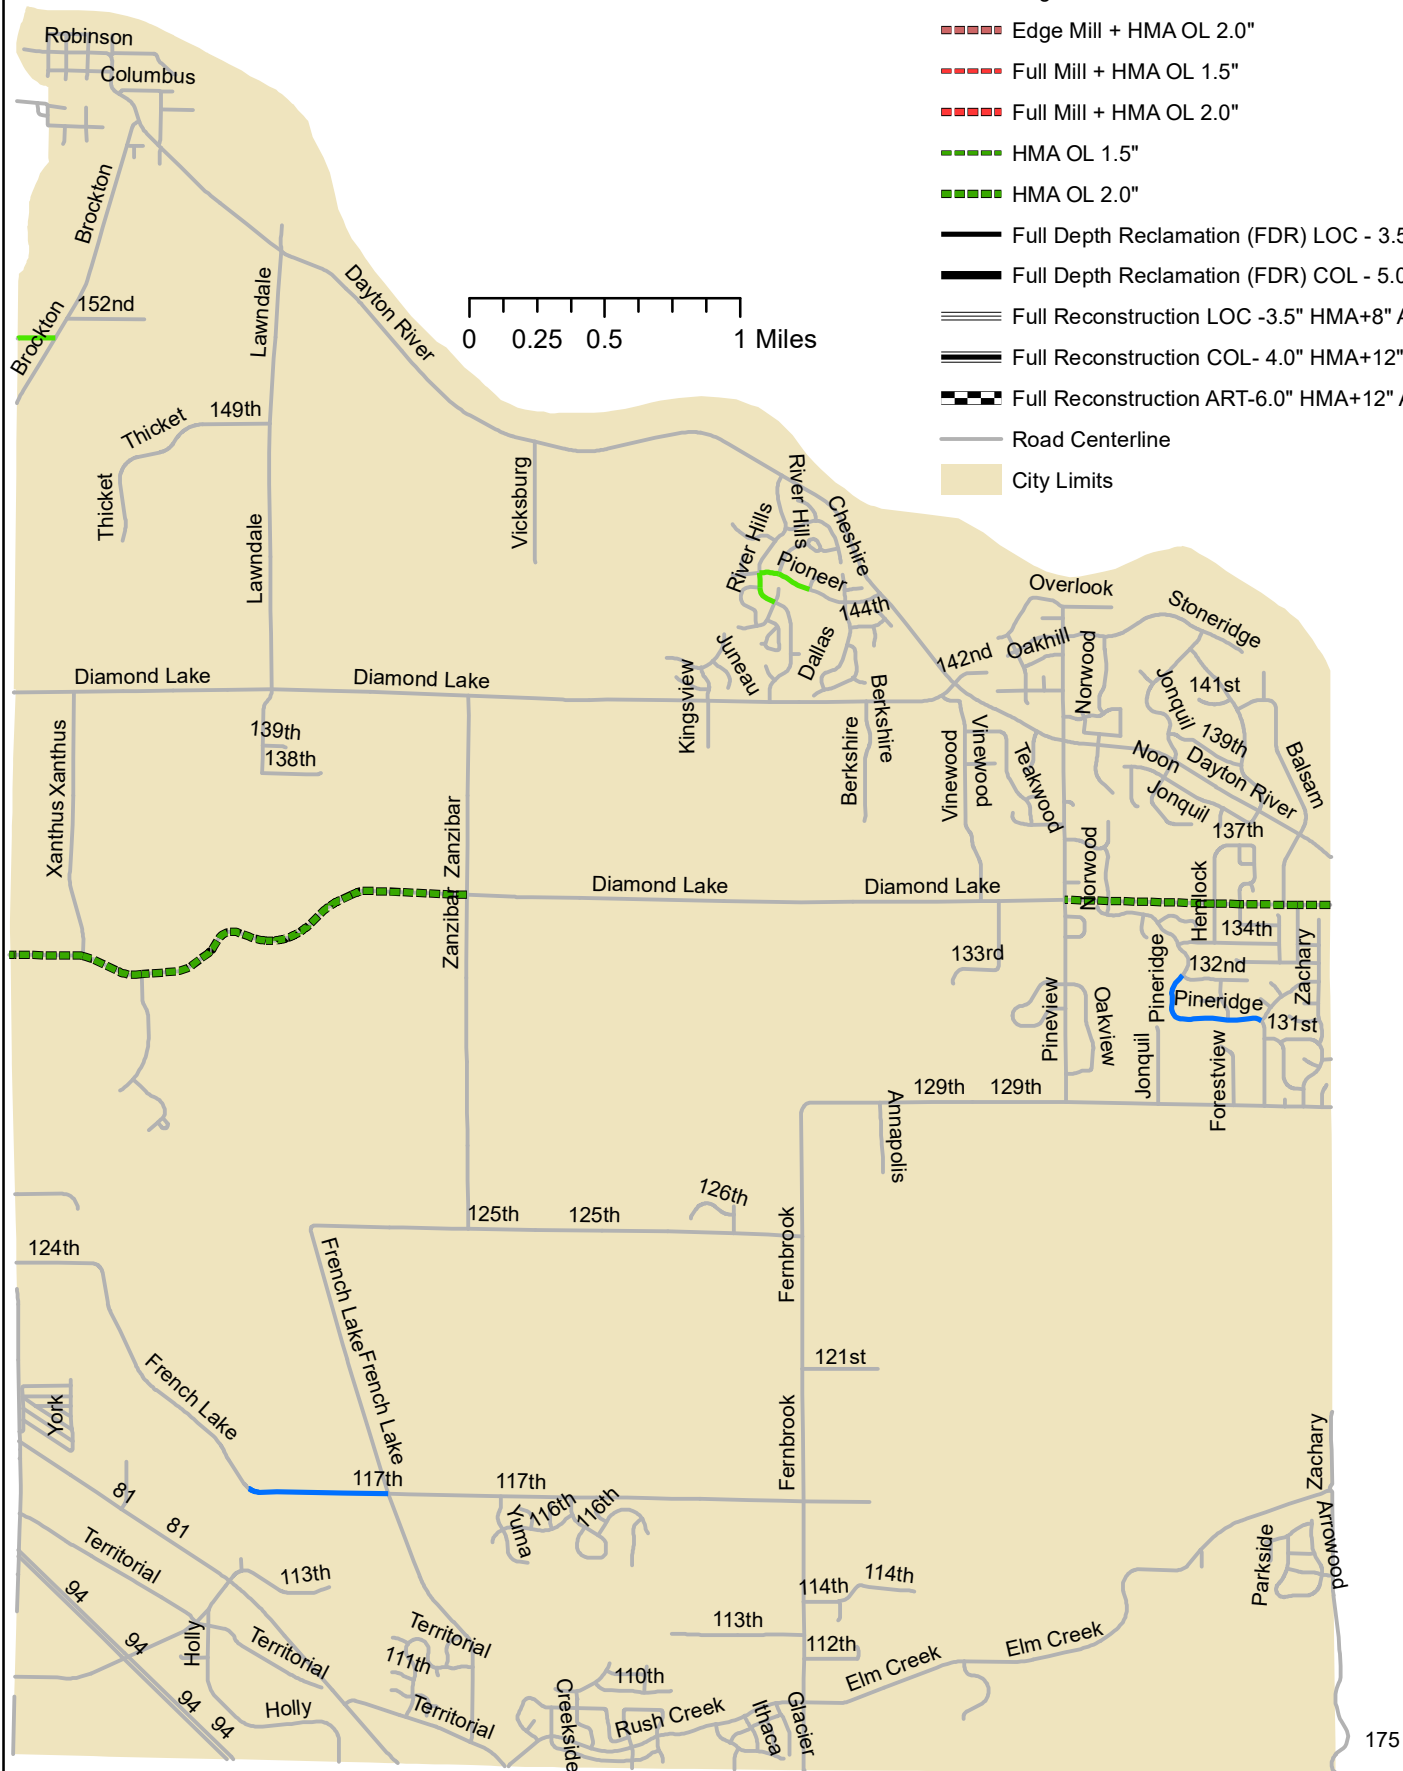 Edge Mill + HMA OL 2.0"
Full Mill + HMA OL 1.5"
Full Mill + HMA OL 2.0"
HMA OL 1.5"
HMA OL 2.0"
Full Depth Reclamation (FDR) LOC - 3.5
Full Depth Reclamation (FDR) COL - 5.0
Full Reconstruction LOC -3.5" HMA+8" A
Full Reconstruction COL- 4.0" HMA+12"
Full Reconstruction ART-6.0" HMA+12" A
Road Centerline
City Limits
0 0.25 0.5 1 Miles
Robinson
Columbus
Brockton
152nd
Brockton
Lawndale
Dayton River
Thicket
149th
Thicket
Lawndale
Vicksburg
River Hills
River Hills
Cheshire
Pioneer
144th
Overlook
Stoneridge
Juneau
Dallas
142nd
Oakhill
Norwood
Diamond Lake
Diamond Lake
Kingsview
Berkshire
Berkshire
Jonquil
141st
139th
Xanthus
Xanthus
139th
138th
Vinewood
Vinewood
Teakwood
Noon
Dayton River
Balsam
Jonquil
137th
Zanzibar
Zanzibar
Diamond Lake
Diamond Lake
Norwood
Hemlock
134th
133rd
Pineridge
132nd
Zachary
Pineridge
131st
Pineview
Oakview
Jonquil
Forestview
129th
129th
Annapolis
126th
125th
125th
124th
Fernbrook
French Lake
French Lake
121st
French Lake
York
Fernbrook
Zachary
117th
117th
81
81
Yuma
116th
116th
Arrowood
Territorial
Parkside
94
113th
114th
114th
113th
Territorial
94
Holly
Territorial
111th
112th
Elm Creek
Elm Creek
110th
94
94
Holly
Territorial
Creekside
Rush Creek
Ithaca
Glacier
175